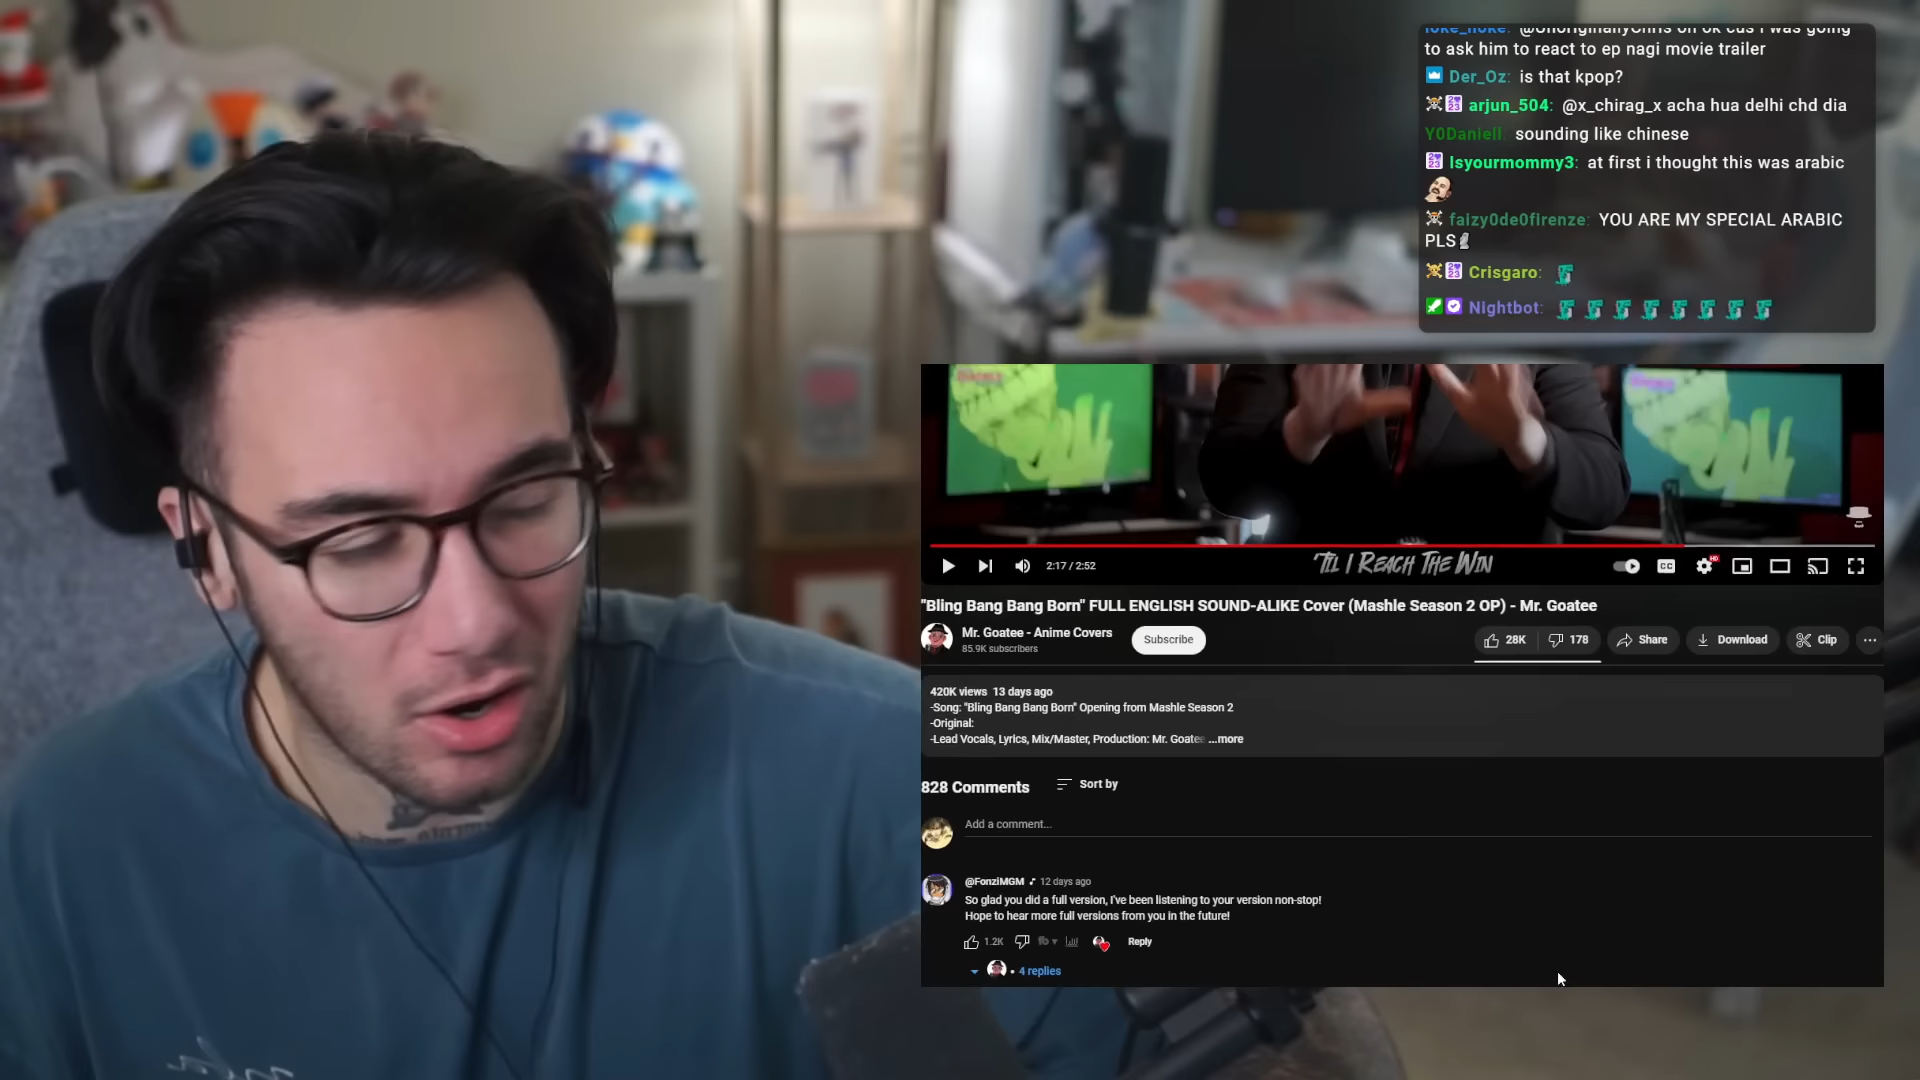 to ask him to react to ep nagi movie trailer
Der_Oz: is that kpop?
arjun_504: @x_chirag_x acha hua delhi chd dia
Y0Daniell: sounding like chinese
lsyourmommy3: at first i thought this was arabic
faizy0de0firenze: YOU ARE MY SPECIAL ARABIC
PLS
Crisgaro:
Nightbot:
2:17 / 2:52
'TIL I REACH THE WIN
CC
HD
"Bling Bang Bang Born" FULL ENGLISH SOUND-ALIKE Cover (Mashle Season 2 OP) - Mr. Goatee
Mr. Goatee - Anime Covers
85.9K subscribers
Subscribe
28K
178
Share
Download
Clip
420K views 13 days ago
-Song: "Bling Bang Bang Born" Opening from Mashle Season 2
-Original:
-Lead Vocals, Lyrics, Mix/Master, Production: Mr. Goatee ...more
828 Comments
Sort by
Add a comment...
@FonziMGM 12 days ago
So glad you did a full version, I've been listening to your version non-stop!
Hope to hear more full versions from you in the future!
1.2K
Reply
4 replies